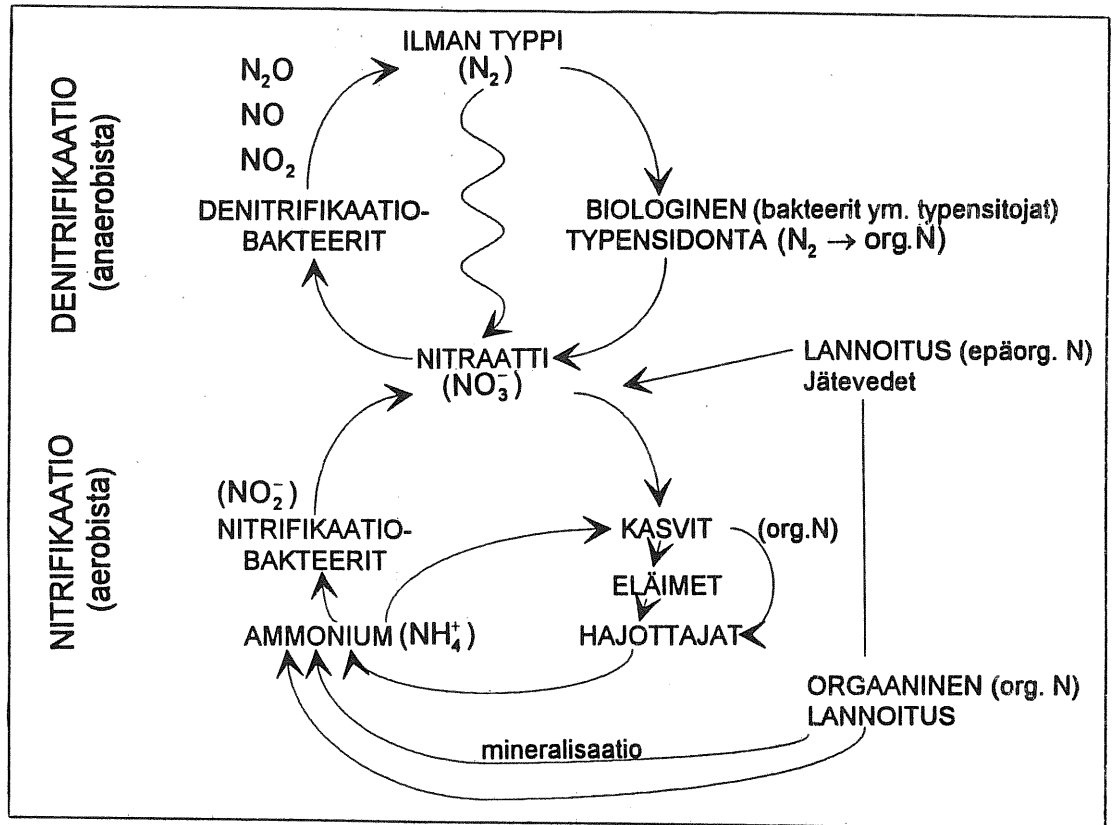 ILMAN TYPPI
(N₂)
N₂O
NO
NO₂
DENITRIFIKAATIO
(anaerobista)
DENITRIFIKAATIO-
BAKTEERIT
BIOLOGINEN (bakteerit ym. typensitojat)
TYPENSIDONTA (N₂ → org.N)
NITRAATTI
(NO₃⁻)
LANNOITUS (epäorg. N)
Jätevedet
NITRIFIKAATIO
(aerobista)
(NO₂⁻)
NITRIFIKAATIO-
BAKTEERIT
KASVIT (org.N)
ELÄIMET
AMMONIUM (NH₄⁺)
HAJOTTAJAT
ORGAANINEN (org. N)
LANNOITUS
mineralisaatio